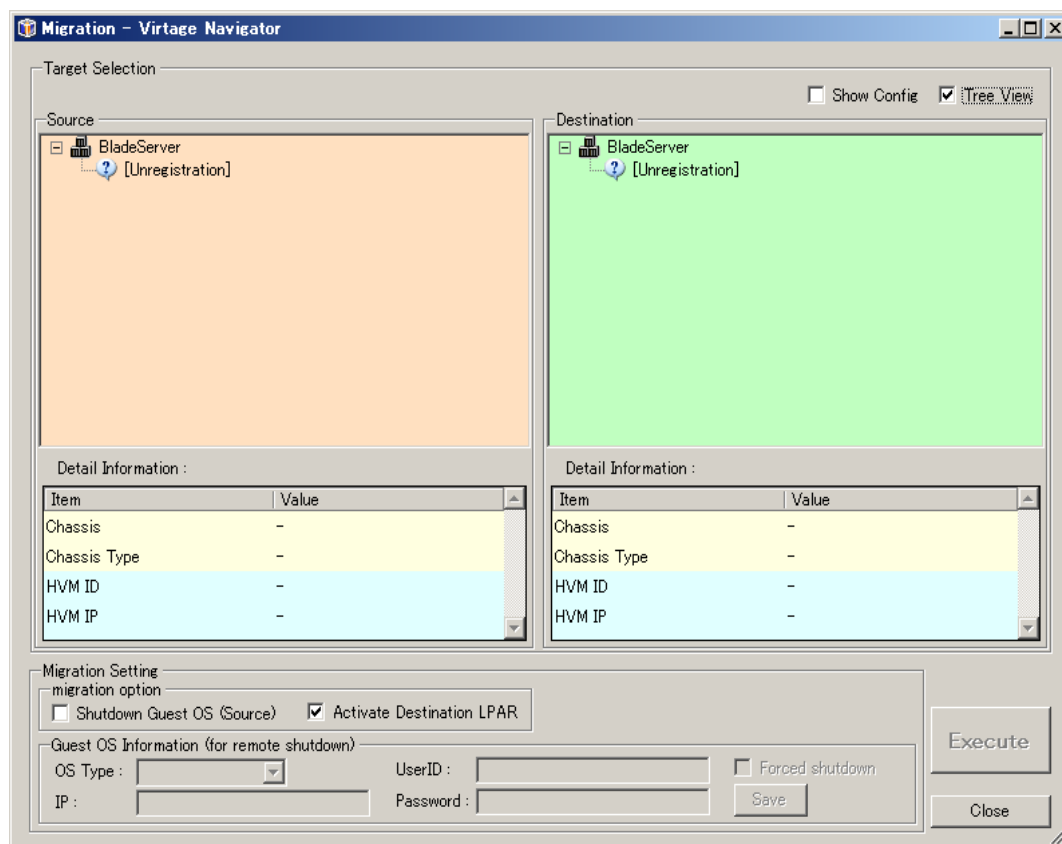 Migration - Virtage Navigator
Target Selection
Show Config Tree View
Source
BladeServer
[Unregistration]
Detail Information :
Item Value
Chassis -
Chassis Type -
HVM ID -
HVM IP -
Destination
BladeServer
[Unregistration]
Detail Information :
Item Value
Chassis -
Chassis Type -
HVM ID -
HVM IP -
Migration Setting
migration option
Shutdown Guest OS (Source) Activate Destination LPAR
Guest OS Information (for remote shutdown)
OS Type : UserID : Forced shutdown
IP : Password : Save
Execute
Close